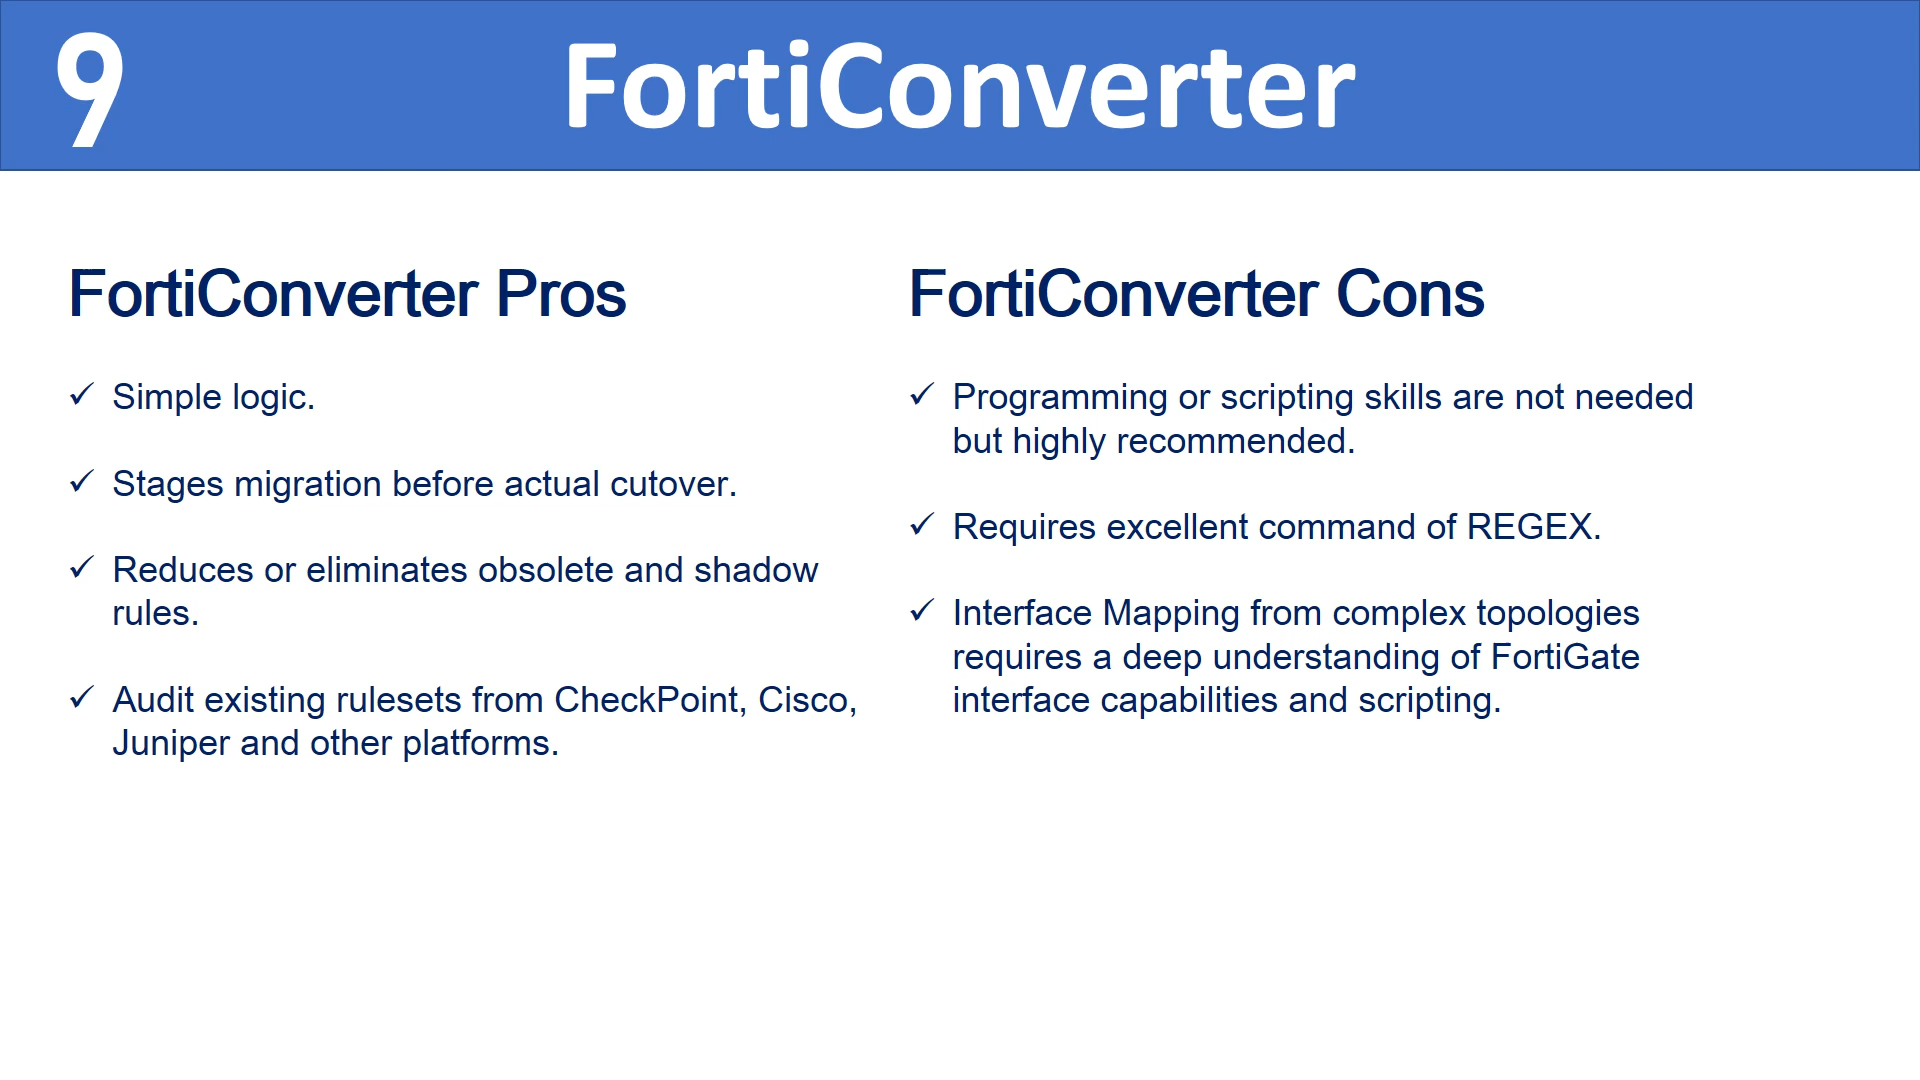 9
FortiConverter
FortiConverter Pros
✓ Simple logic.
✓ Stages migration before actual cutover.
✓ Reduces or eliminates obsolete and shadow
rules.
✓ Audit existing rulesets from CheckPoint, Cisco,
Juniper and other platforms.
FortiConverter Cons
✓ Programming or scripting skills are not needed
but highly recommended.
✓ Requires excellent command of REGEX.
✓ Interface Mapping from complex topologies
requires a deep understanding of FortiGate
interface capabilities and scripting.